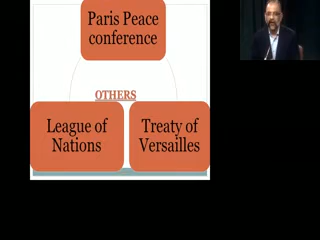 Paris Peace
conference
OTHERS
League of
Nations
Treaty of
Versailles